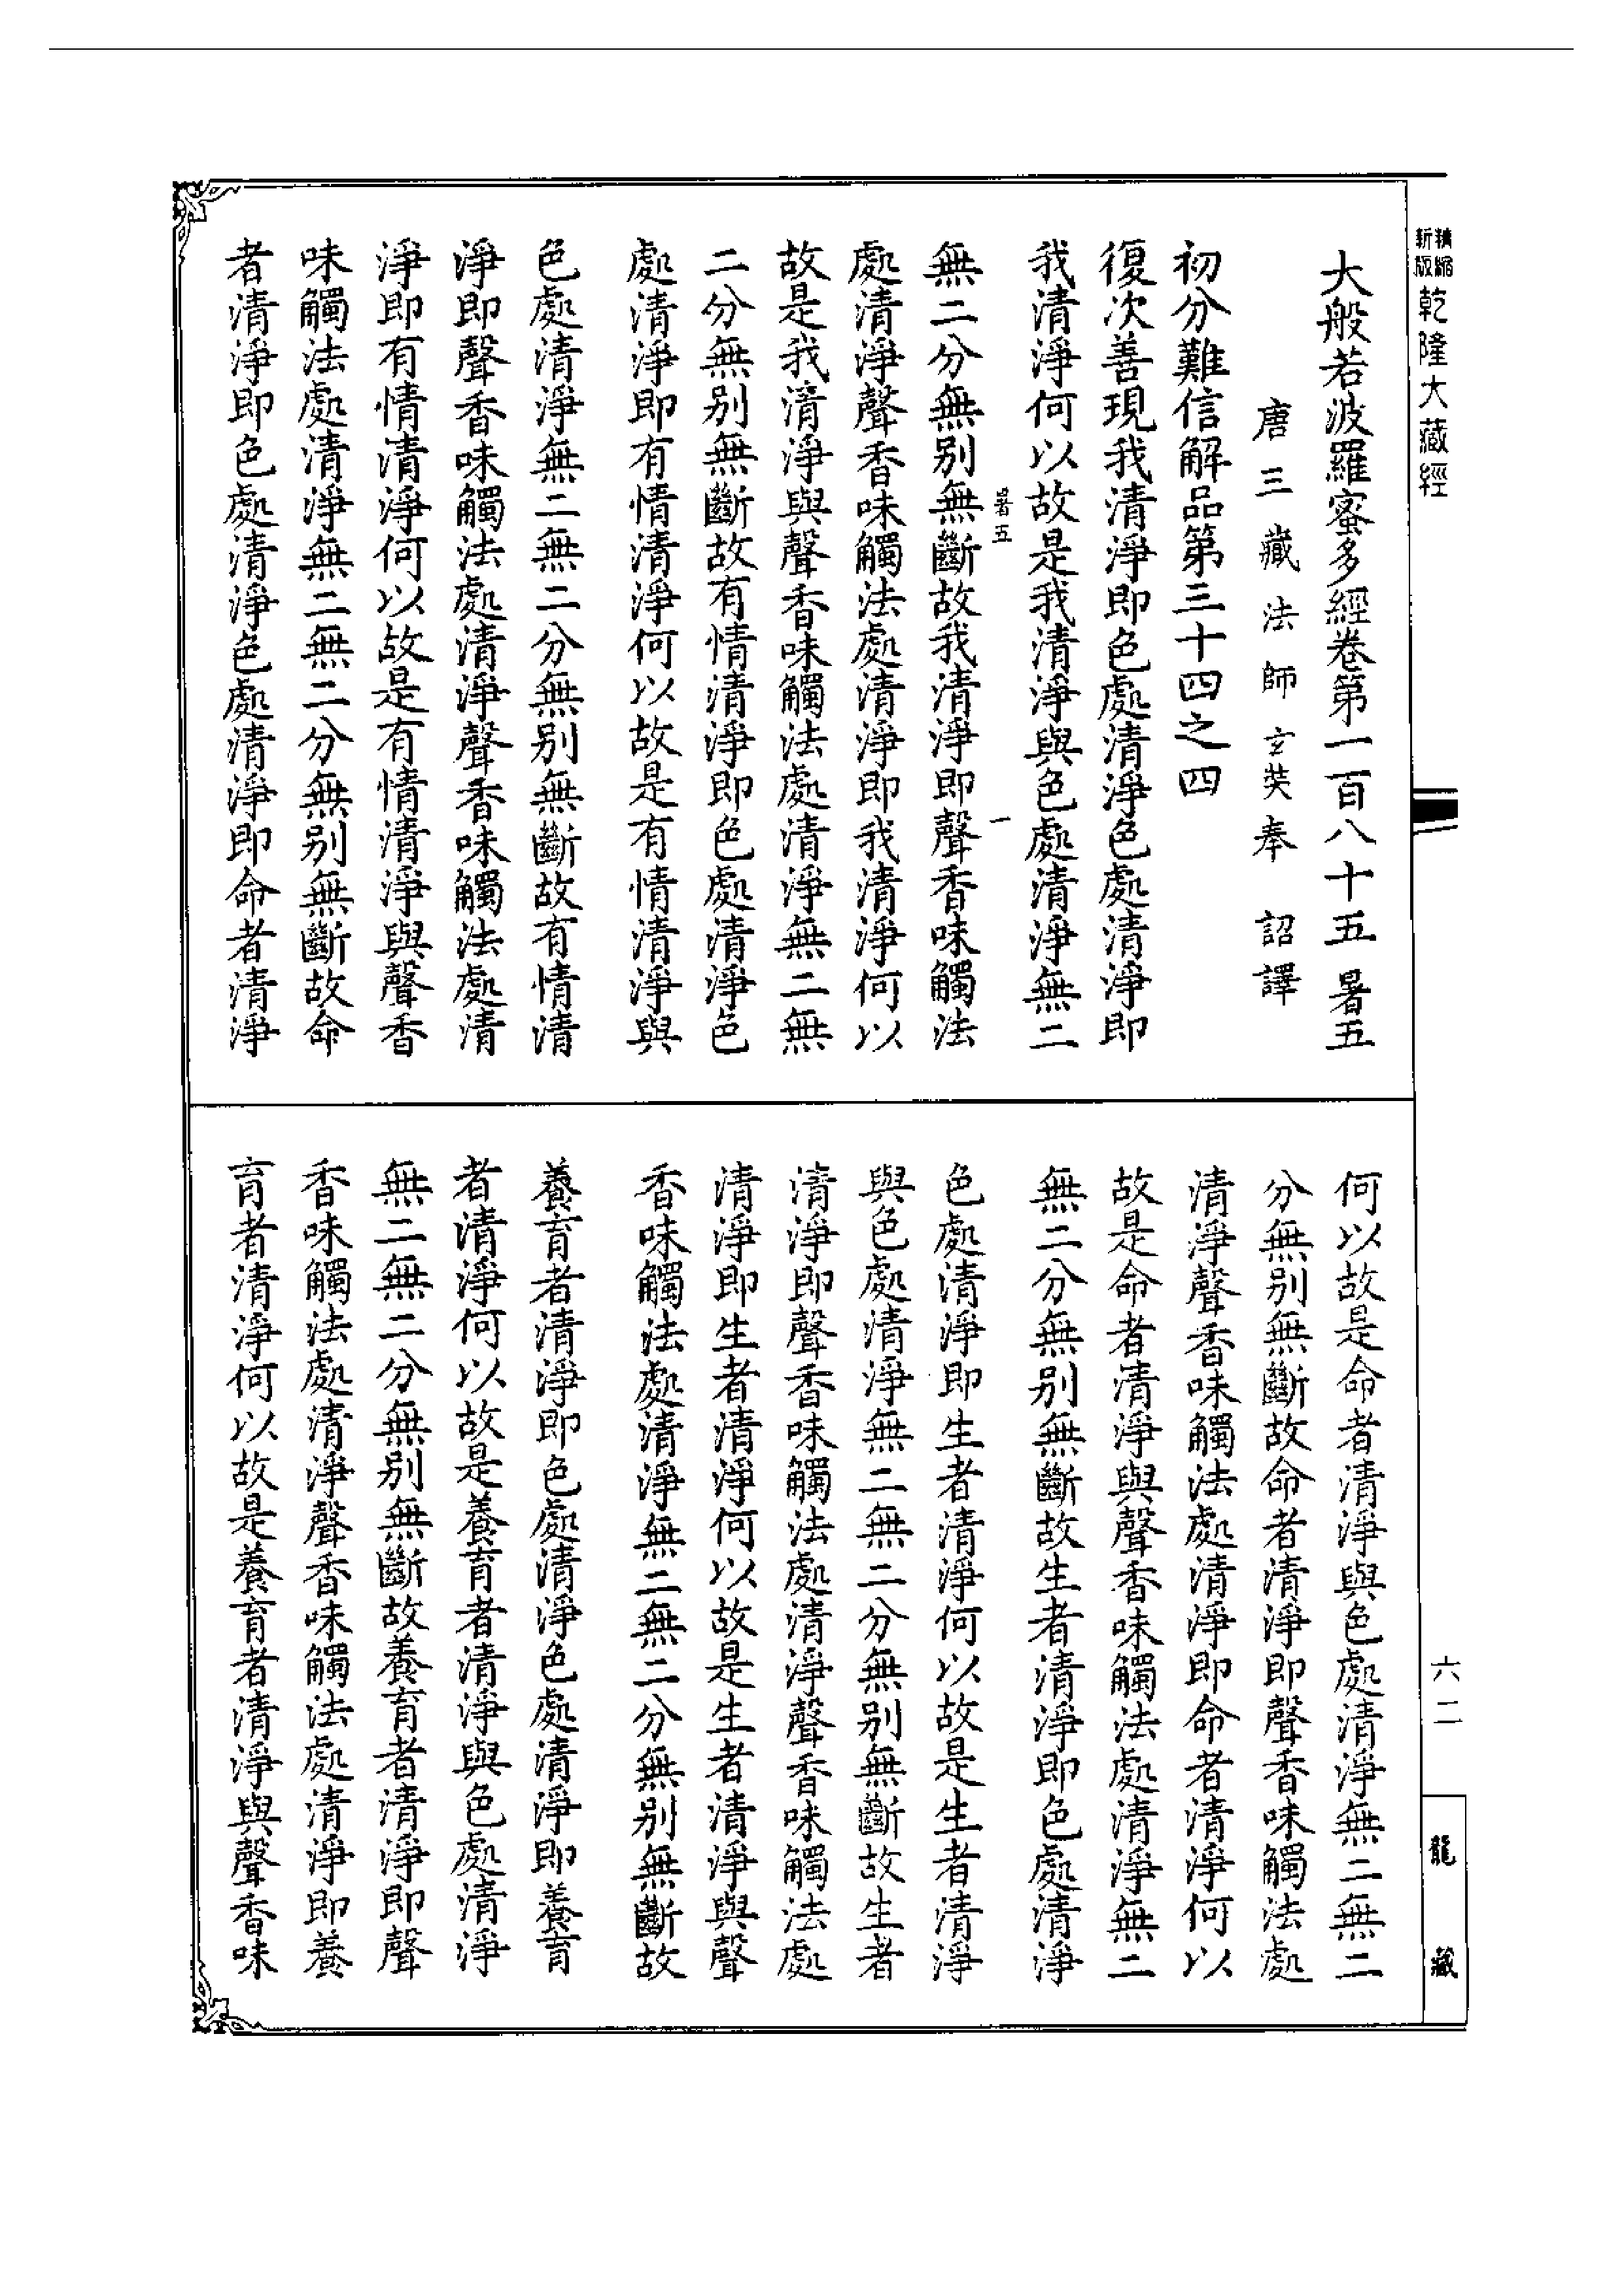 精縮新版乾隆大藏經
大般若波羅蜜多經卷第一百八十五 暑五
唐三藏法師玄奘奉 詔譯
初分難信解品第三十四之四
復次善現我清淨即色處清淨色處清淨即
我清淨何以故是我清淨與色處清淨無二
暑五 一
無二分無别無斷故我清淨即聲香味觸法
處清淨聲香味觸法處清淨即我清淨何以
故是我清淨與聲香味觸法處清淨無二無
二分無别無斷故有情清淨即色處清淨色
處清淨即有情清淨何以故是有情清淨與
色處清淨無二無二分無别無斷故有情清
淨即聲香味觸法處清淨聲香味觸法處清
淨即有情清淨何以故是有情清淨與聲香
味觸法處清淨無二無二分無别無斷故命
者清淨即色處清淨色處清淨即命者清淨
何以故是命者清淨與色處清淨無二無二
分無别無斷故命者清淨即聲香味觸法處
清淨聲香味觸法處清淨即命者清淨何以
故是命者清淨與聲香味觸法處清淨無二
無二分無别無斷故生者清淨即色處清淨
色處清淨即生者清淨何以故是生者清淨
與色處清淨無二無二分無别無斷故生者
清淨即聲香味觸法處清淨聲香味觸法處
清淨即生者清淨何以故是生者清淨與聲
香味觸法處清淨無二無二分無别無斷故
養育者清淨即色處清淨色處清淨即養育
者清淨何以故是養育者清淨與色處清淨
無二無二分無别無斷故養育者清淨即聲
香味觸法處清淨聲香味觸法處清淨即養
育者清淨何以故是養育者清淨與聲香味
六二
龍藏